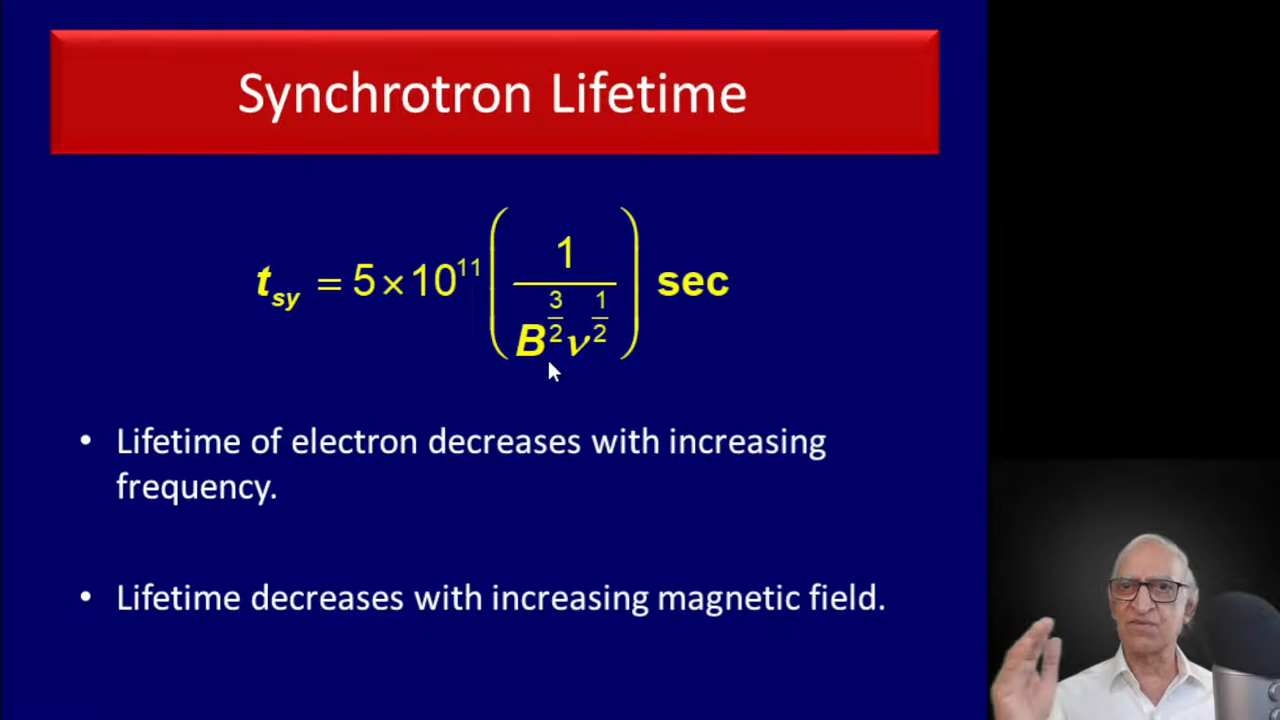 Synchrotron Lifetime
t_sy = 5 × 10^11 ( 1 / B^(3/2) ν^(1/2) ) sec
• Lifetime of electron decreases with increasing
frequency.
• Lifetime decreases with increasing magnetic field.